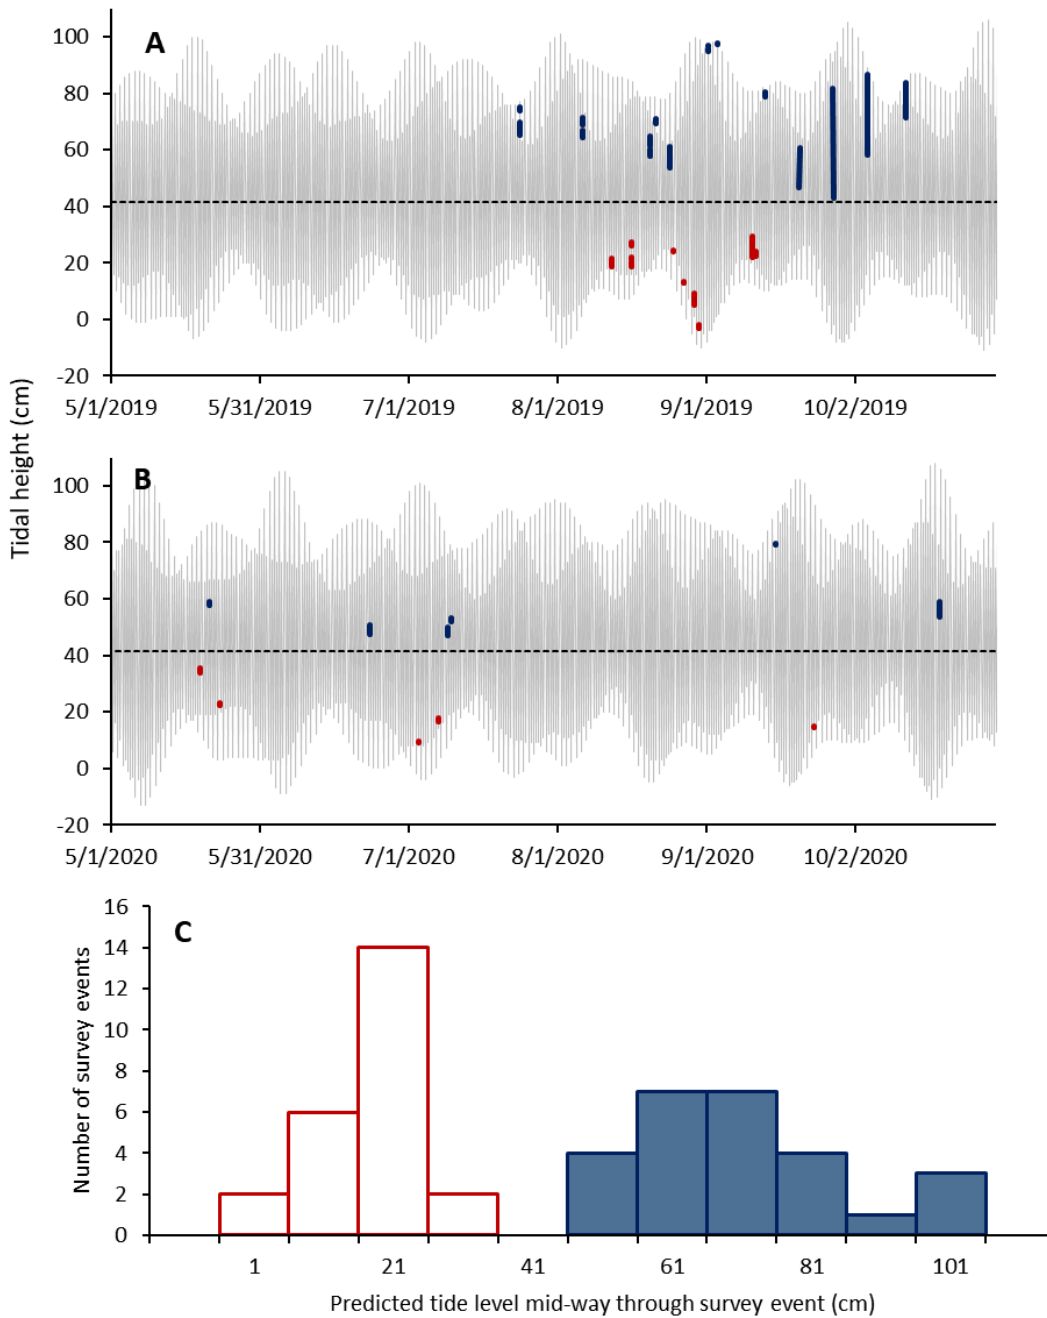 A
100
80
60
40
20
0
-20
5/1/2019 5/31/2019 7/1/2019 8/1/2019 9/1/2019 10/2/2019
Tidal height (cm)
B
100
80
60
40
20
0
-20
5/1/2020 5/31/2020 7/1/2020 8/1/2020 9/1/2020 10/2/2020
C
Number of survey events
16
14
12
10
8
6
4
2
0
1 21 41 61 81 101
Predicted tide level mid-way through survey event (cm)